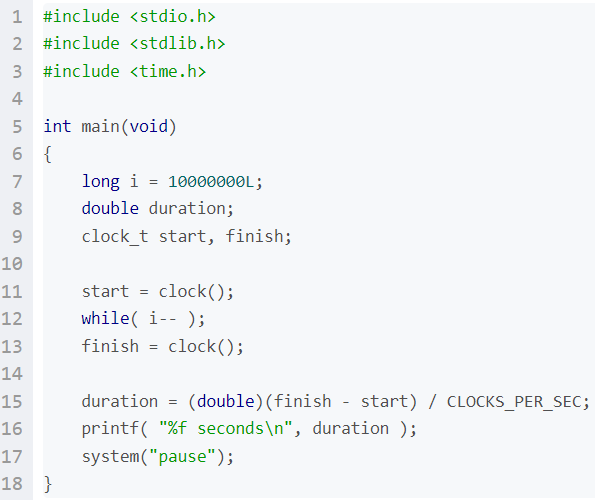 1 #include <stdio.h>
2 #include <stdlib.h>
3 #include <time.h>
4
5 int main(void)
6 {
7     long i = 10000000L;
8     double duration;
9     clock_t start, finish;
10
11     start = clock();
12     while( i-- );
13     finish = clock();
14
15     duration = (double)(finish - start) / CLOCKS_PER_SEC;
16     printf( "%f seconds\n", duration );
17     system("pause");
18 }